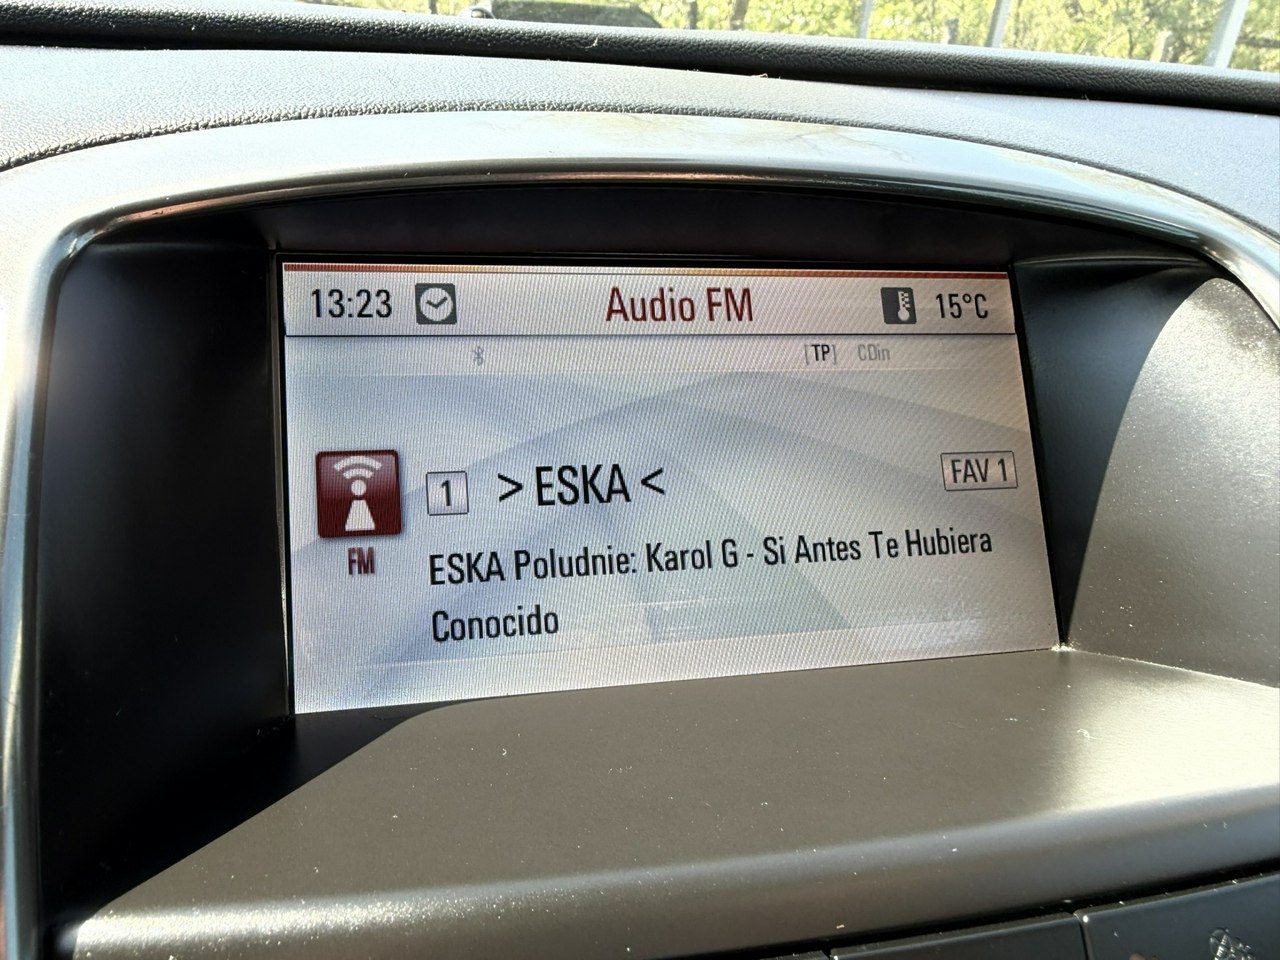 13:23 Audio FM 15°C
[TP] CDin
1 > ESKA < FAV 1
FM
ESKA Poludnie: Karol G - Si Antes Te Hubiera
Conocido